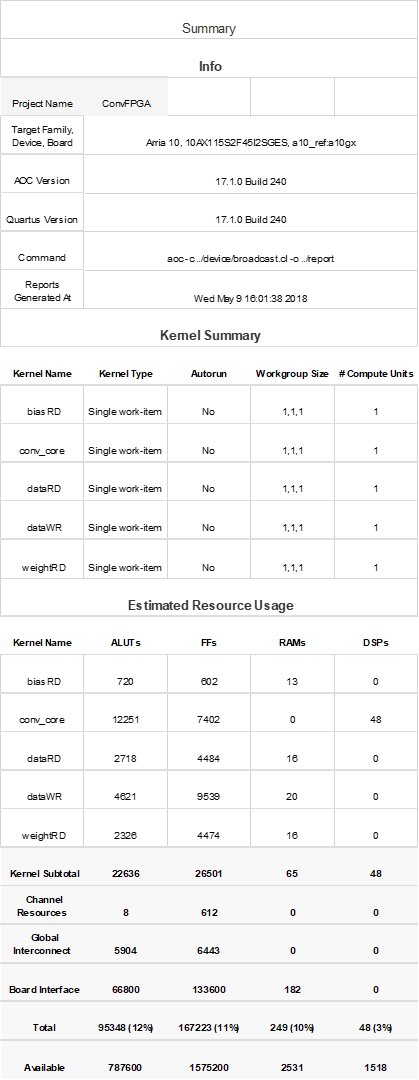 Summary
Info
Project Name ConvFPGA
Target Family,
Device, Board Arria 10, 10AX115S2F45I2SGES, a10_ref:a10gx
AOC Version 17.1.0 Build 240
Quartus Version 17.1.0 Build 240
Command aoc -c ../device/broadcast.cl -o ../report
Reports
Generated At Wed May 9 16:01:38 2018
Kernel Summary
Kernel Name Kernel Type Autorun Workgroup Size # Compute Units
biasRD Single work-item No 1,1,1 1
conv_core Single work-item No 1,1,1 1
dataRD Single work-item No 1,1,1 1
dataWR Single work-item No 1,1,1 1
weightRD Single work-item No 1,1,1 1
Estimated Resource Usage
Kernel Name ALUTs FFs RAMs DSPs
biasRD 720 602 13 0
conv_core 12251 7402 0 48
dataRD 2718 4484 16 0
dataWR 4621 9539 20 0
weightRD 2326 4474 16 0
Kernel Subtotal 22636 26501 65 48
Channel
Resources 8 612 0 0
Global
Interconnect 5904 6443 0 0
Board Interface 66800 133600 182 0
Total 95348 (12%) 167223 (11%) 249 (10%) 48 (3%)
Available 787600 1575200 2531 1518